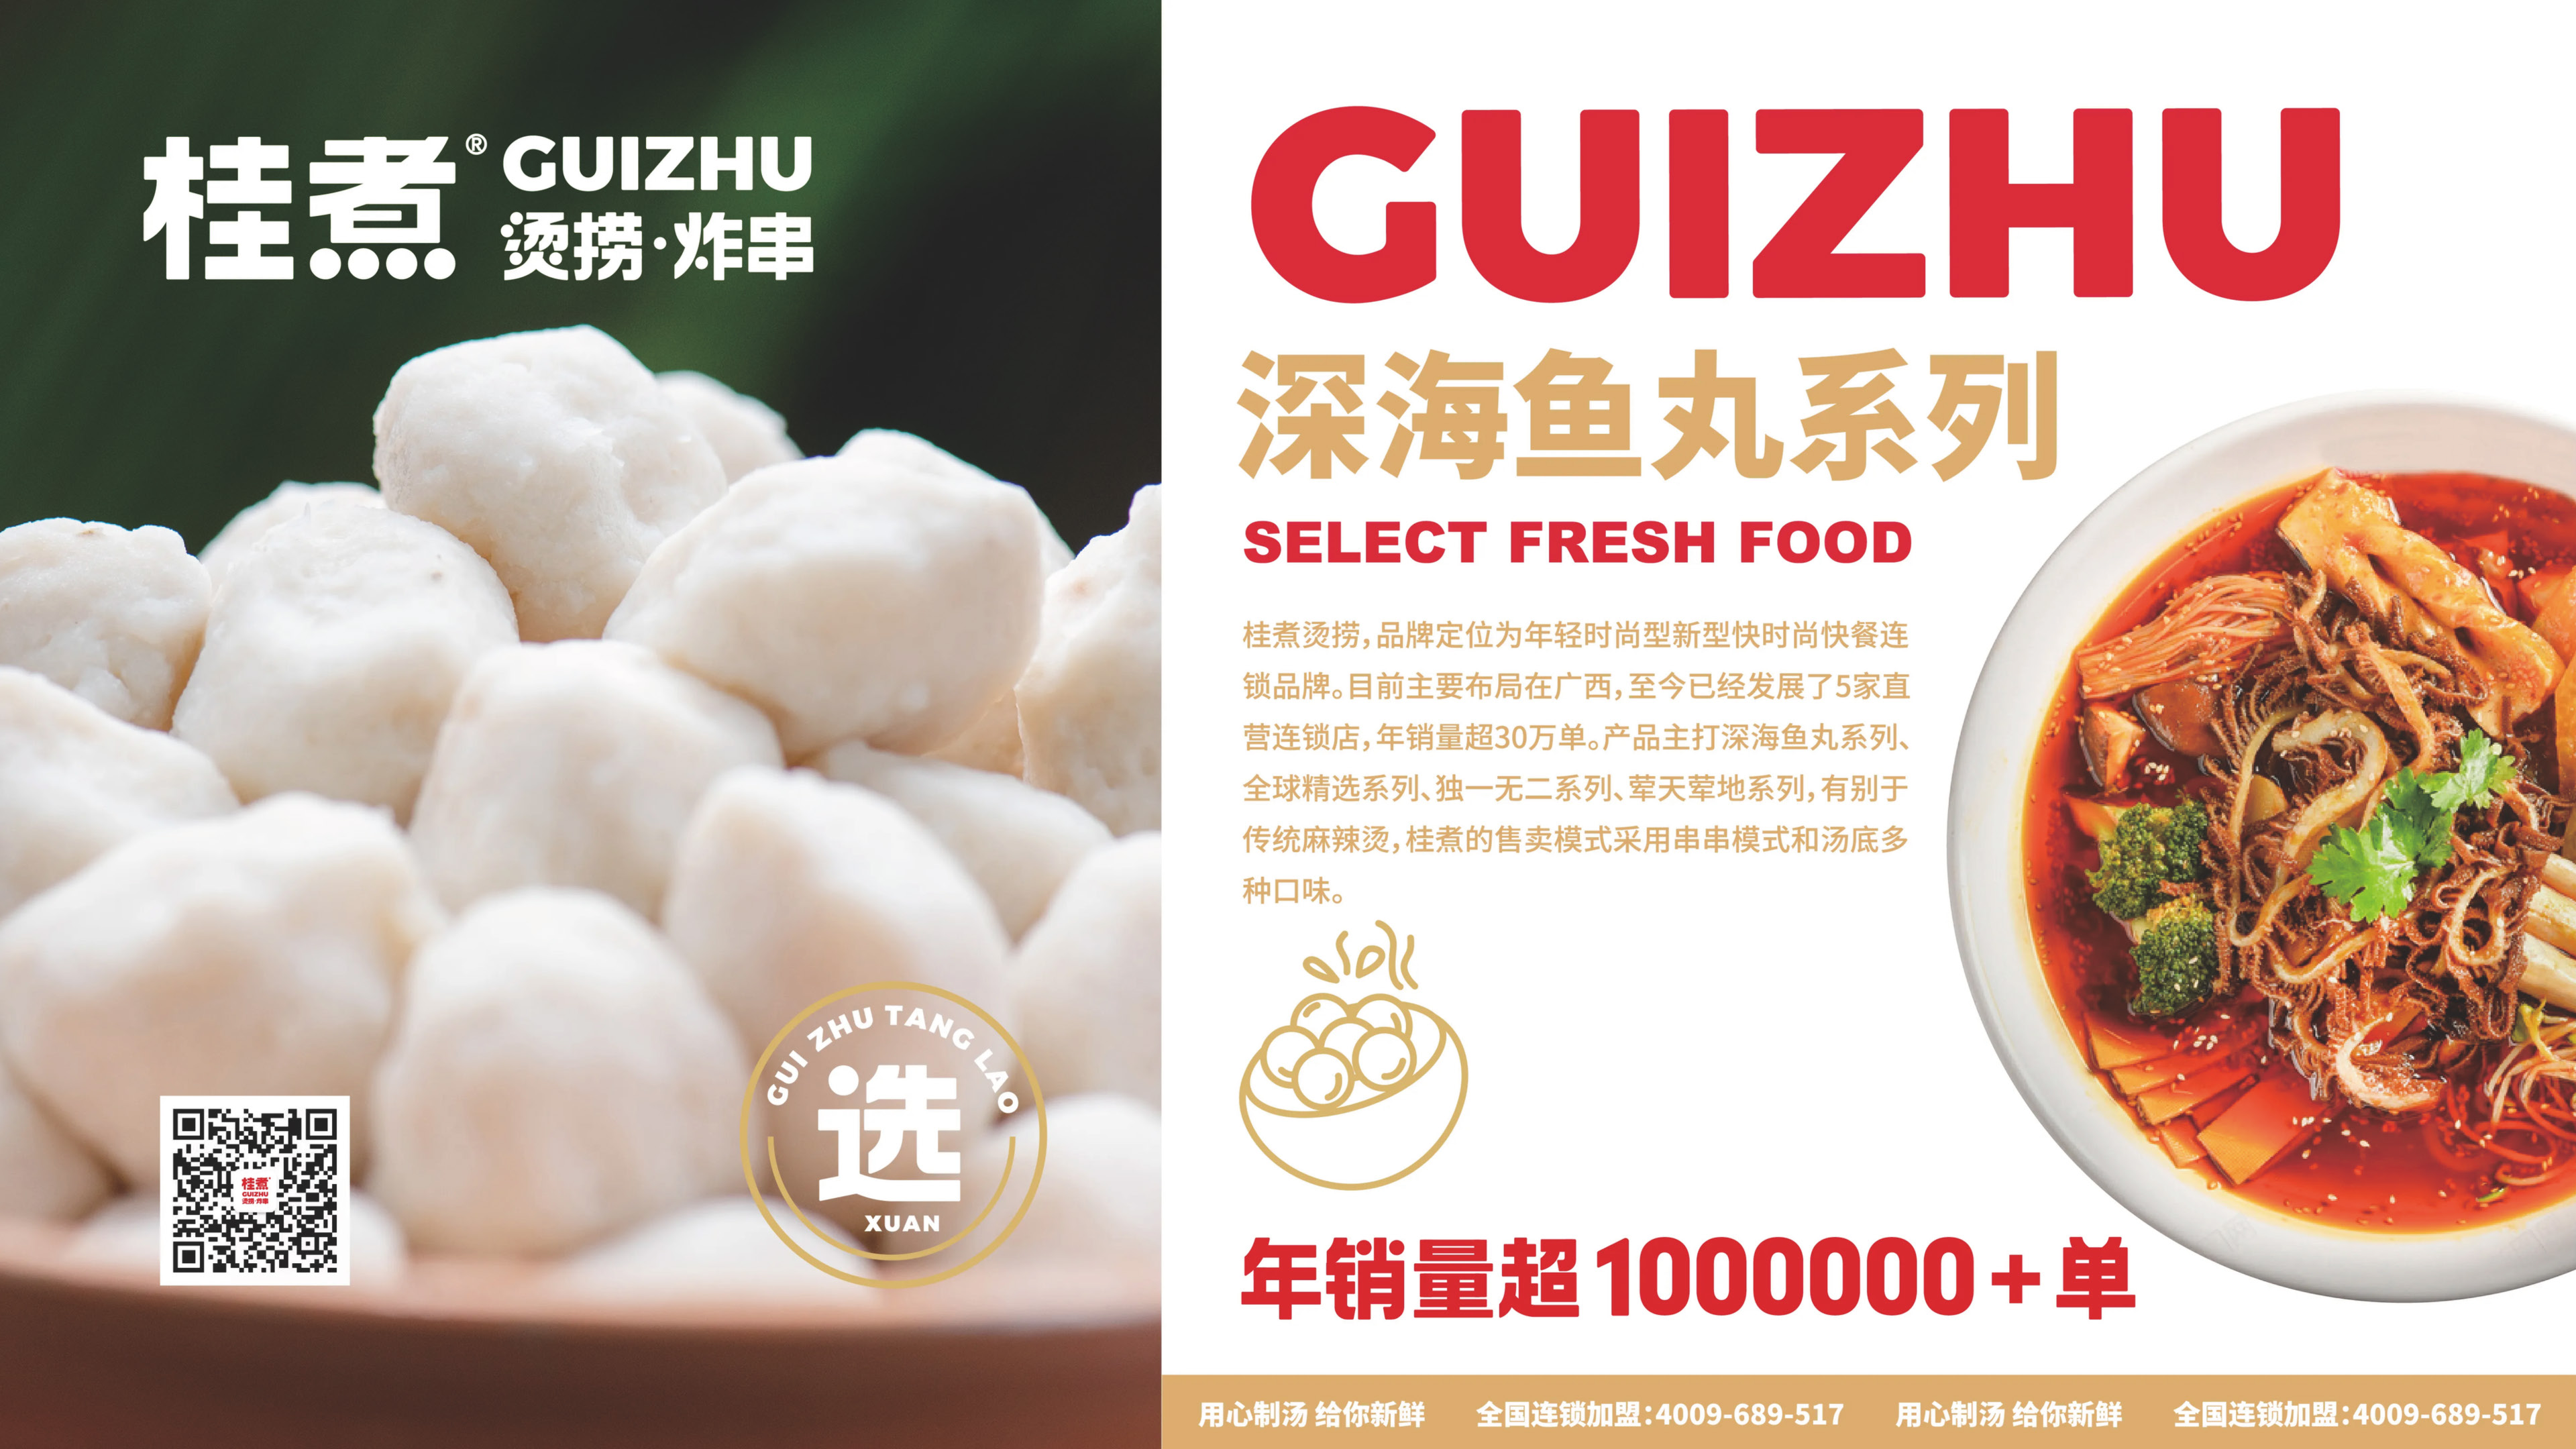 桂煮® GUIZHU
烫捞·炸串
GUI ZHU TANG LAO
选
XUAN
桂煮
GUIZHU
烫捞·炸串
GUIZHU
深海鱼丸系列
SELECT FRESH FOOD
桂煮烫捞，品牌定位为年轻时尚型新型快时尚快餐连
锁品牌。目前主要布局在广西，至今已经发展了5家直
营连锁店，年销量超30万单。产品主打深海鱼丸系列、
全球精选系列、独一无二系列、荤天荤地系列，有别于
传统麻辣烫，桂煮的售卖模式采用串串模式和汤底多
种口味。
年销量超1000000+单
用心制汤 给你新鲜 全国连锁加盟：4009-689-517 用心制汤 给你新鲜 全国连锁加盟：4009-689-517